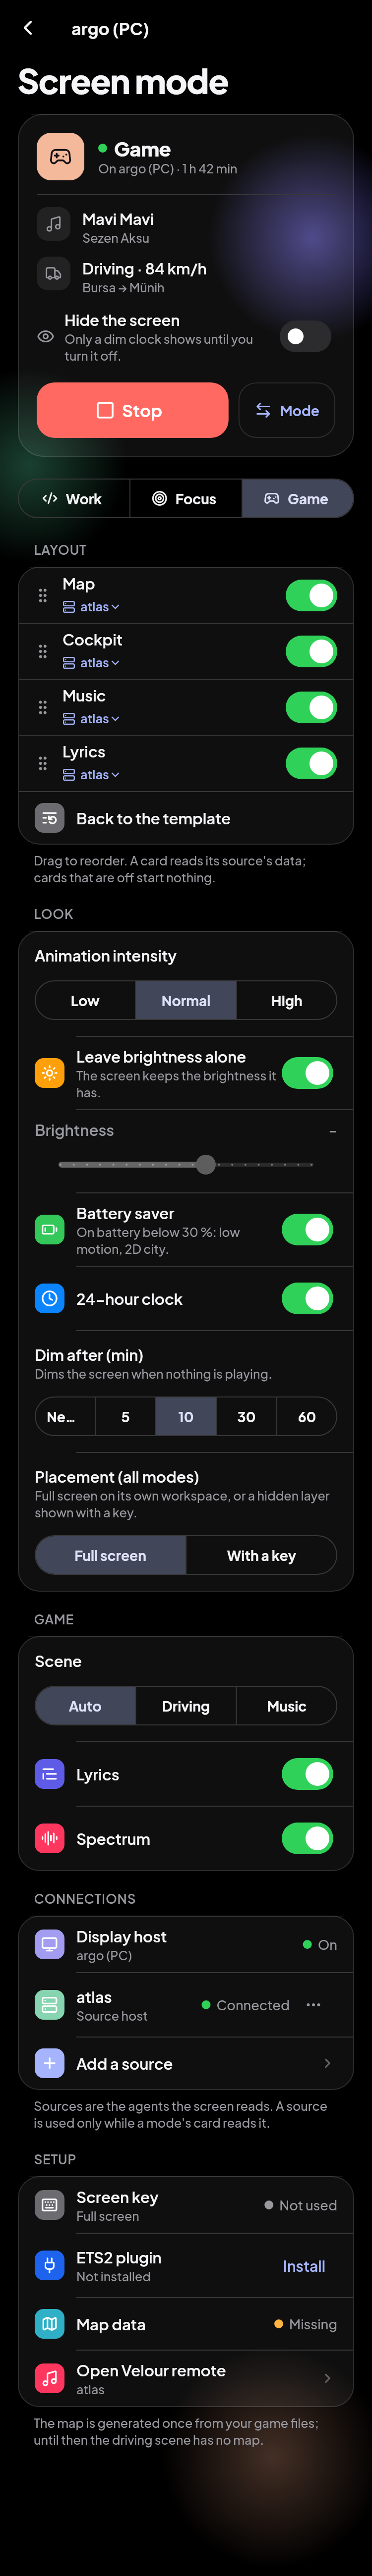 argo (PC)
Screen mode
Game
On argo (PC) · 1 h 42 min
Mavi Mavi
Sezen Aksu
Driving · 84 km/h
Bursa → Münih
Hide the screen
Only a dim clock shows until you
turn it off.
Stop
Mode
Work
Focus
Game
LAYOUT
Map
atlas
Cockpit
atlas
Music
atlas
Lyrics
atlas
Back to the template
Drag to reorder. A card reads its source's data;
cards that are off start nothing.
LOOK
Animation intensity
Low
Normal
High
Leave brightness alone
The screen keeps the brightness it
has.
Brightness
–
Battery saver
On battery below 30 %: low
motion, 2D city.
24-hour clock
Dim after (min)
Dims the screen when nothing is playing.
Ne…
5
10
30
60
Placement (all modes)
Full screen on its own workspace, or a hidden layer
shown with a key.
Full screen
With a key
GAME
Scene
Auto
Driving
Music
Lyrics
Spectrum
CONNECTIONS
Display host
argo (PC)
On
atlas
Source host
Connected
Add a source
Sources are the agents the screen reads. A source
is used only while a mode's card reads it.
SETUP
Screen key
Full screen
Not used
ETS2 plugin
Not installed
Install
Map data
Missing
Open Velour remote
atlas
The map is generated once from your game files;
until then the driving scene has no map.